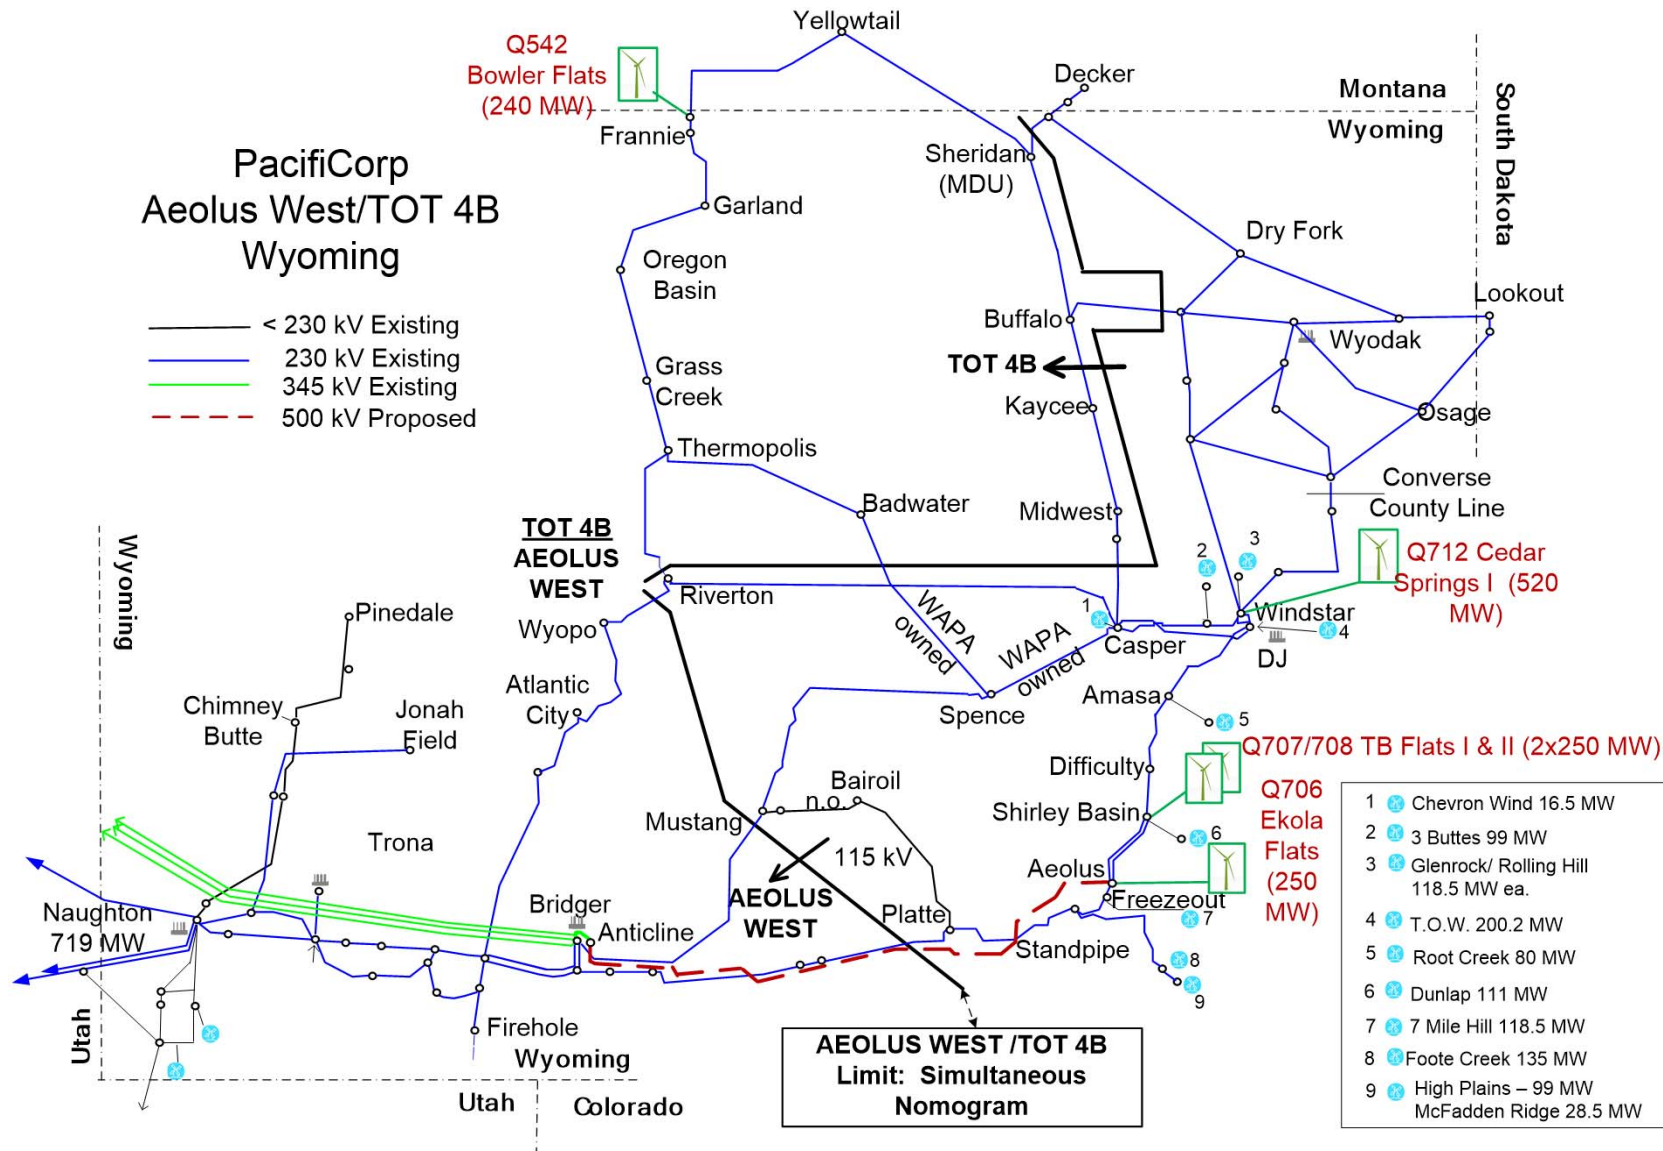 Yellowtail
Q542
Bowler Flats
(240 MW)
Decker
Montana
Wyoming
South Dakota
Frannie
Sheridan
(MDU)
PacifiCorp
Aeolus West/TOT 4B
Wyoming
Garland
Dry Fork
Oregon
Basin
Lookout
< 230 kV Existing
230 kV Existing
345 kV Existing
500 kV Proposed
Buffalo
Wyodak
TOT 4B
Grass
Creek
Kaycee
Osage
Thermopolis
Converse
County Line
Badwater
Midwest
TOT 4B
AEOLUS
WEST
Wyoming
2
3
Q712 Cedar
Springs I (520
MW)
Riverton
Pinedale
Wyopo
WAPA
owned
WAPA
owned
1
Casper
Windstar
4
DJ
Atlantic
City
Amasa
Spence
5
Chimney
Butte
Jonah
Field
Q707/708 TB Flats I & II (2x250 MW)
Difficulty
Bairoil
n.o.
Q706
Ekola
Flats
(250
MW)
Shirley Basin
Mustang
6
Trona
115 kV
Aeolus
AEOLUS
WEST
Freezeout
7
Bridger
Platte
Naughton
719 MW
Anticline
Standpipe
8
9
Firehole
Wyoming
Utah
Utah
Colorado
AEOLUS WEST /TOT 4B
Limit: Simultaneous
Nomogram
1 Chevron Wind 16.5 MW
2 3 Buttes 99 MW
3 Glenrock/ Rolling Hill
118.5 MW ea.
4 T.O.W. 200.2 MW
5 Root Creek 80 MW
6 Dunlap 111 MW
7 7 Mile Hill 118.5 MW
8 Foote Creek 135 MW
9 High Plains – 99 MW
McFadden Ridge 28.5 MW